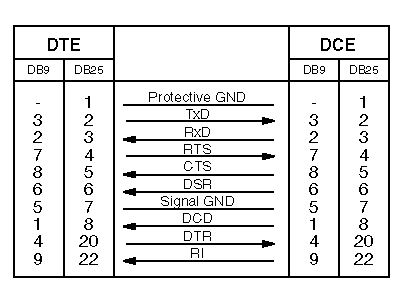 DTE DCE
DB9 DB25 DB9 DB25
- 1 Protective GND - 1
3 2 TxD 3 2
2 3 RxD 2 3
7 4 RTS 7 4
8 5 CTS 8 5
6 6 DSR 6 6
5 7 Signal GND 5 7
1 8 DCD 1 8
4 20 DTR 4 20
9 22 RI 9 22